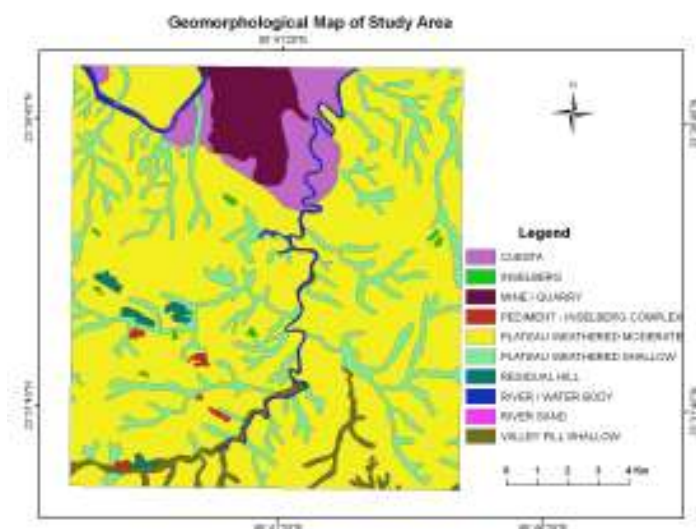 Geomorphological Map of Study Area
N
Legend
CUESTA
INSELBERG
MINE / QUARRY
PEDIMENT - INSELBERG COMPLEX
PLATEAU WEATHERED MODERATE
PLATEAU WEATHERED SHALLOW
RESIDUAL HILL
RIVER / WATER BODY
RIVER SAND
VALLEY FILL SHALLOW
0 1 2 3 4 Km